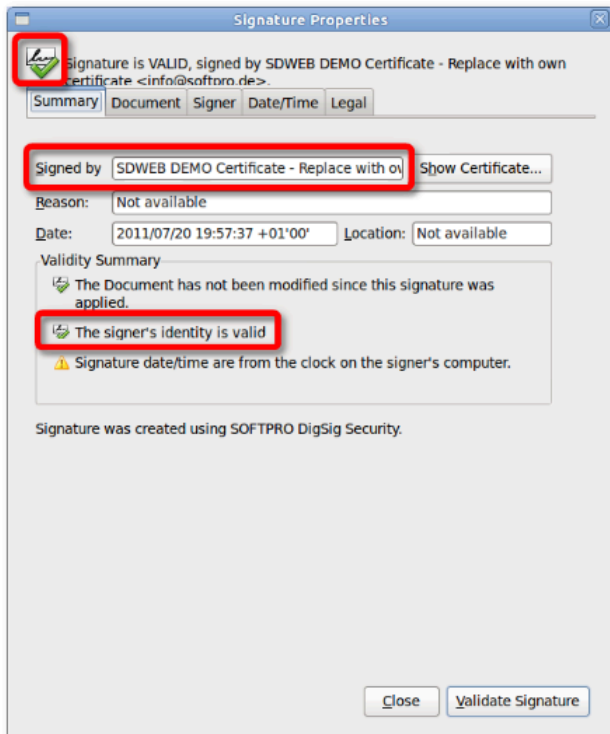 Signature Properties
Signature is VALID, signed by SDWEB DEMO Certificate - Replace with own
certificate <info@softpro.de>.
Summary Document Signer Date/Time Legal
Signed by SDWEB DEMO Certificate - Replace with ow Show Certificate...
Reason: Not available
Date: 2011/07/20 19:57:37 +01'00' Location: Not available
Validity Summary
The Document has not been modified since this signature was
applied.
The signer's identity is valid
Signature date/time are from the clock on the signer's computer.
Signature was created using SOFTPRO DigSig Security.
Close Validate Signature